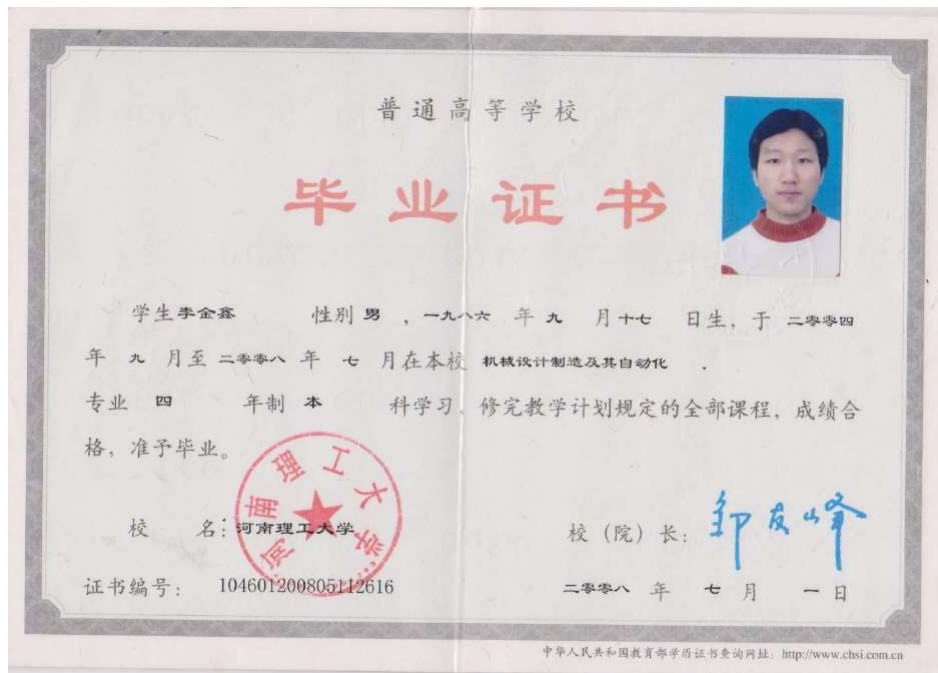 普通高等学校
毕业证书
学生李金鑫 性别 男 ，一九八六 年 九 月十七 日生，于 二零零四
年 九 月至 二零零八 年 七 月在本校 机械设计制造及其自动化 .
专业 四 年制 本 科学习、修完教学计划规定的全部课程，成绩合
格，准予毕业。
河南理工大学
校 名：河南理工大学
校（院）长：邹友峰
证书编号： 104601200805112616
二零零八 年 七 月 一 日
中华人民共和国教育部学历证书查询网址：http://www.chsi.com.cn